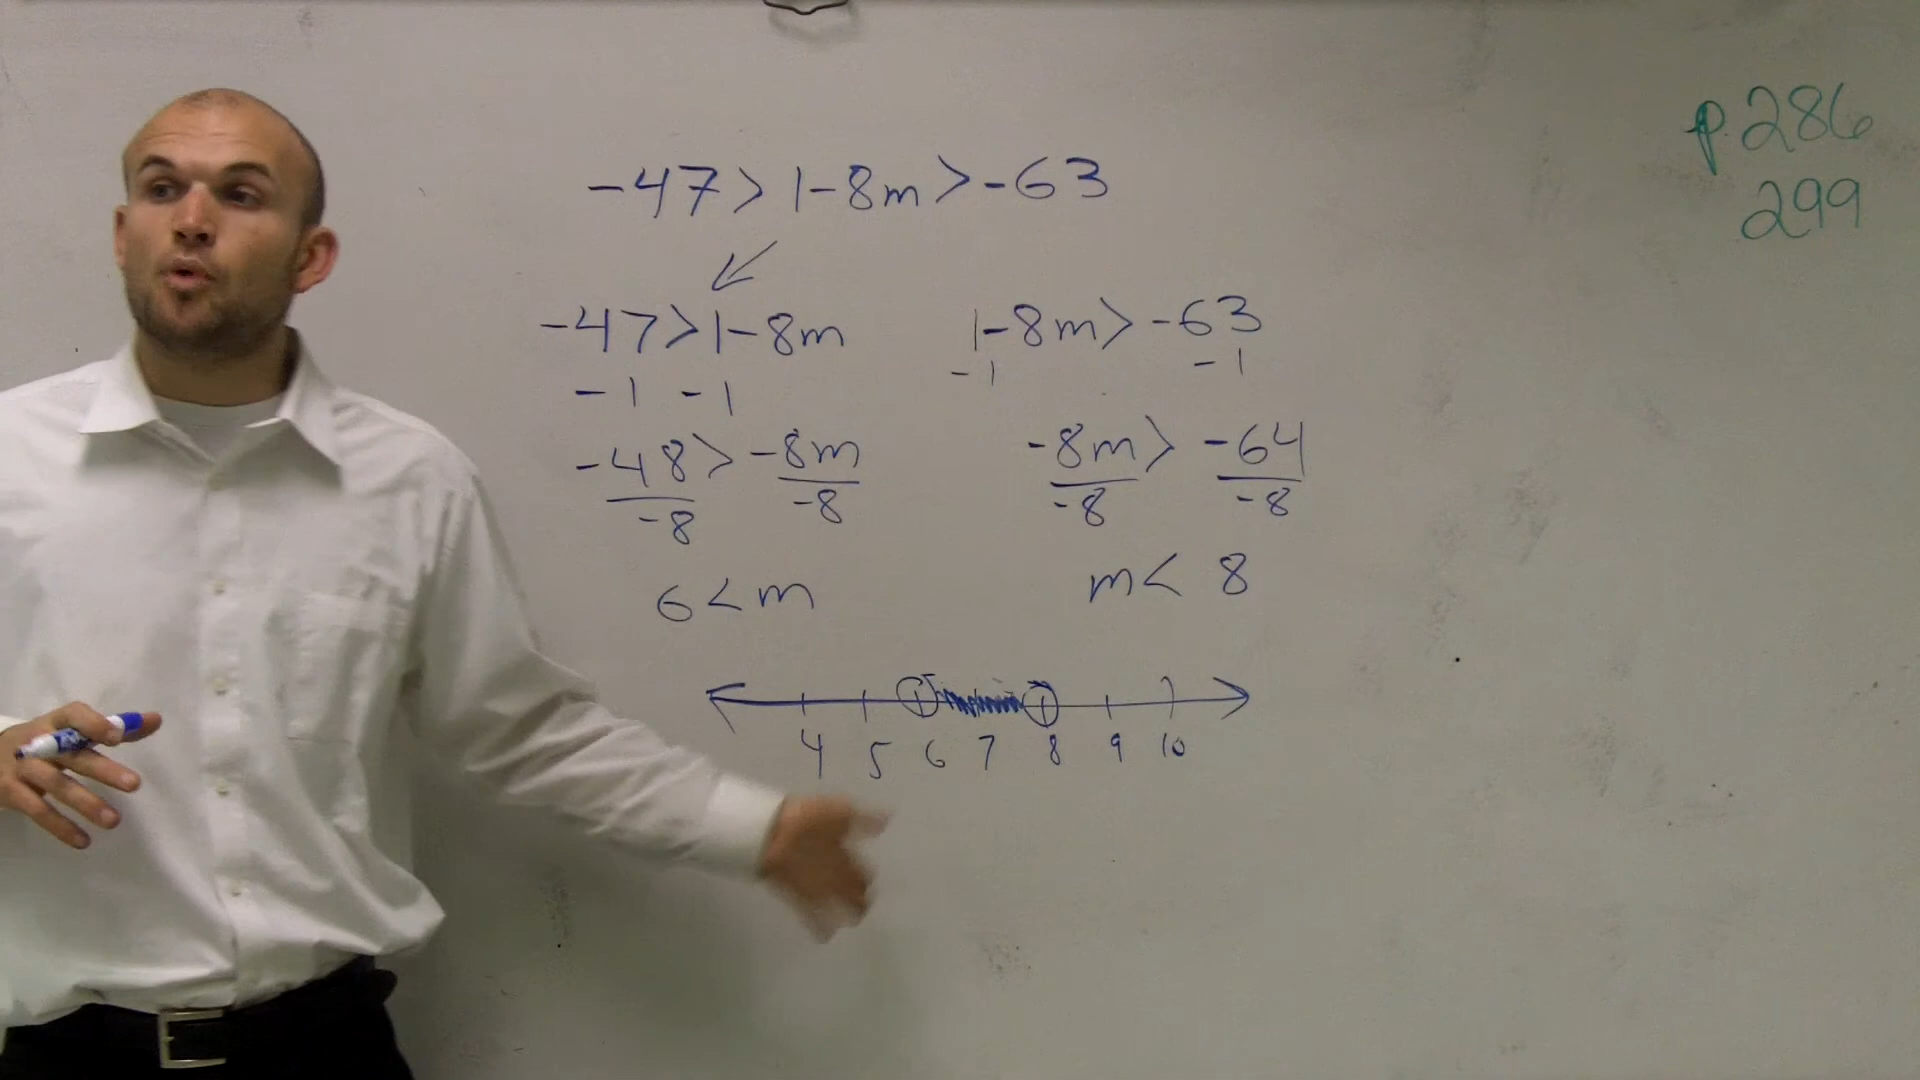 -47 > 1-8m > -63
p. 286
299
-47 > 1-8m
-1 -1
-48 > -8m
-8 -8
6 < m
1-8m > -63
-1 -1
-8m > -64
-8 -8
m < 8
4 5 6 7 8 9 10